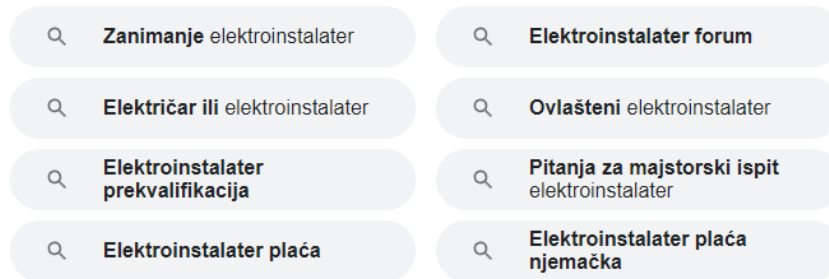 Zanimanje elektroinstalater
Elektroinstalater forum
Električar ili elektroinstalater
Ovlašteni elektroinstalater
Elektroinstalater
prekvalifikacija
Pitanja za majstorski ispit
elektroinstalater
Elektroinstalater plaća
Elektroinstalater plaća
njemačka